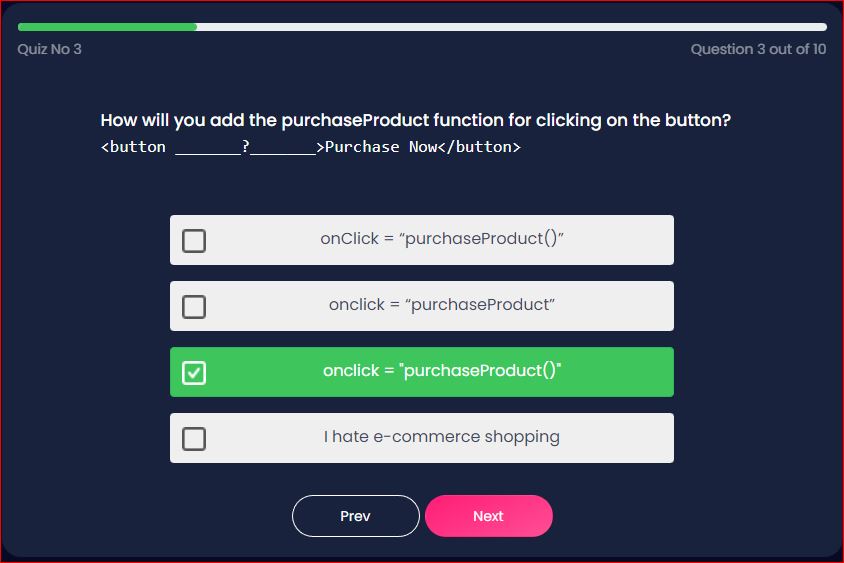 Quiz No 3
Question 3 out of 10
How will you add the purchaseProduct function for clicking on the button?
<button _______?_______>Purchase Now</button>
onClick = “purchaseProduct()”
onclick = “purchaseProduct”
onclick = "purchaseProduct()"
I hate e-commerce shopping
Prev
Next